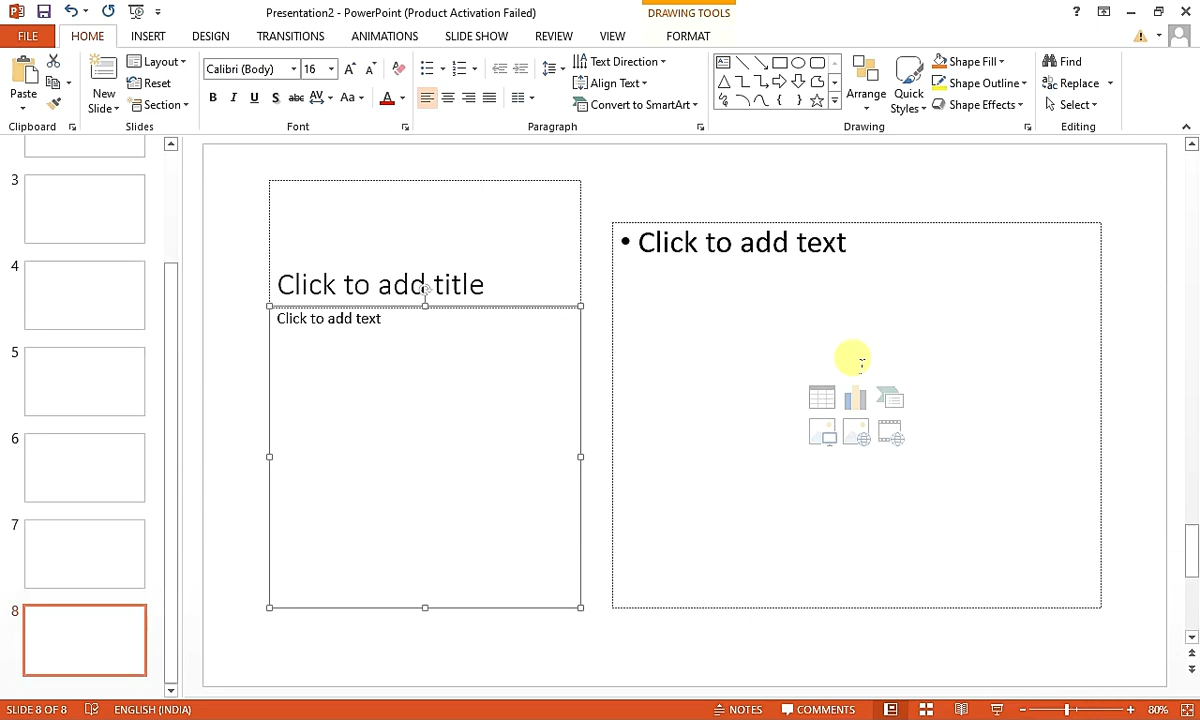 Presentation2 - PowerPoint (Product Activation Failed)
DRAWING TOOLS
FILE HOME INSERT DESIGN TRANSITIONS ANIMATIONS SLIDE SHOW REVIEW VIEW FORMAT
Paste
Clipboard
New
Slide
Layout
Reset
Section
Slides
Calibri (Body) 16
A A
B I U S abc AV Aa A
Font
Text Direction
Align Text
Convert to SmartArt
Paragraph
Arrange
Quick
Styles
Shape Fill
Shape Outline
Shape Effects
Drawing
Find
Replace
Select
Editing
3
4
5
6
7
8
Click to add title
Click to add text
• Click to add text
SLIDE 8 OF 8 ENGLISH (INDIA) NOTES COMMENTS 80%